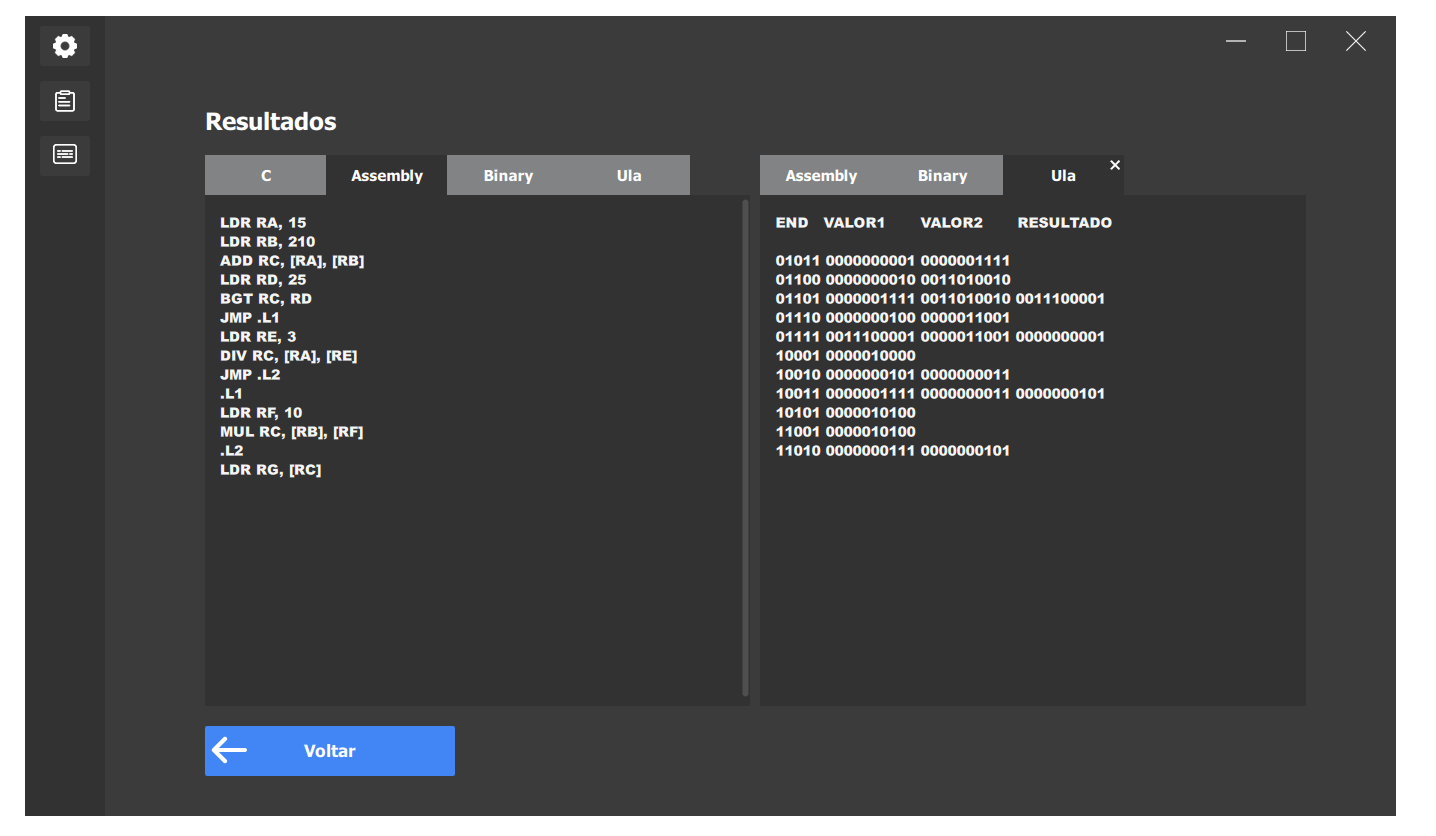 Resultados
C Assembly Binary Ula
LDR RA, 15
LDR RB, 210
ADD RC, [RA], [RB]
LDR RD, 25
BGT RC, RD
JMP .L1
LDR RE, 3
DIV RC, [RA], [RE]
JMP .L2
.L1
LDR RF, 10
MUL RC, [RB], [RF]
.L2
LDR RG, [RC]
Assembly Binary Ula
END VALOR1 VALOR2 RESULTADO
01011 0000000001 0000001111
01100 0000000010 0011010010
01101 0000001111 0011010010 0011100001
01110 0000000100 0000011001
01111 0011100001 0000011001 0000000001
10001 0000010000
10010 0000000101 0000000011
10011 0000001111 0000000011 0000000101
10101 0000010100
11001 0000010100
11010 0000000111 0000000101
Voltar